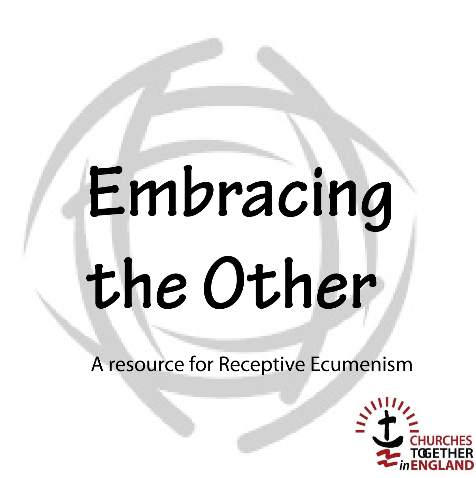 Embracing
the Other
A resource for Receptive Ecumenism
CHURCHES
TOGETHER
in ENGLAND